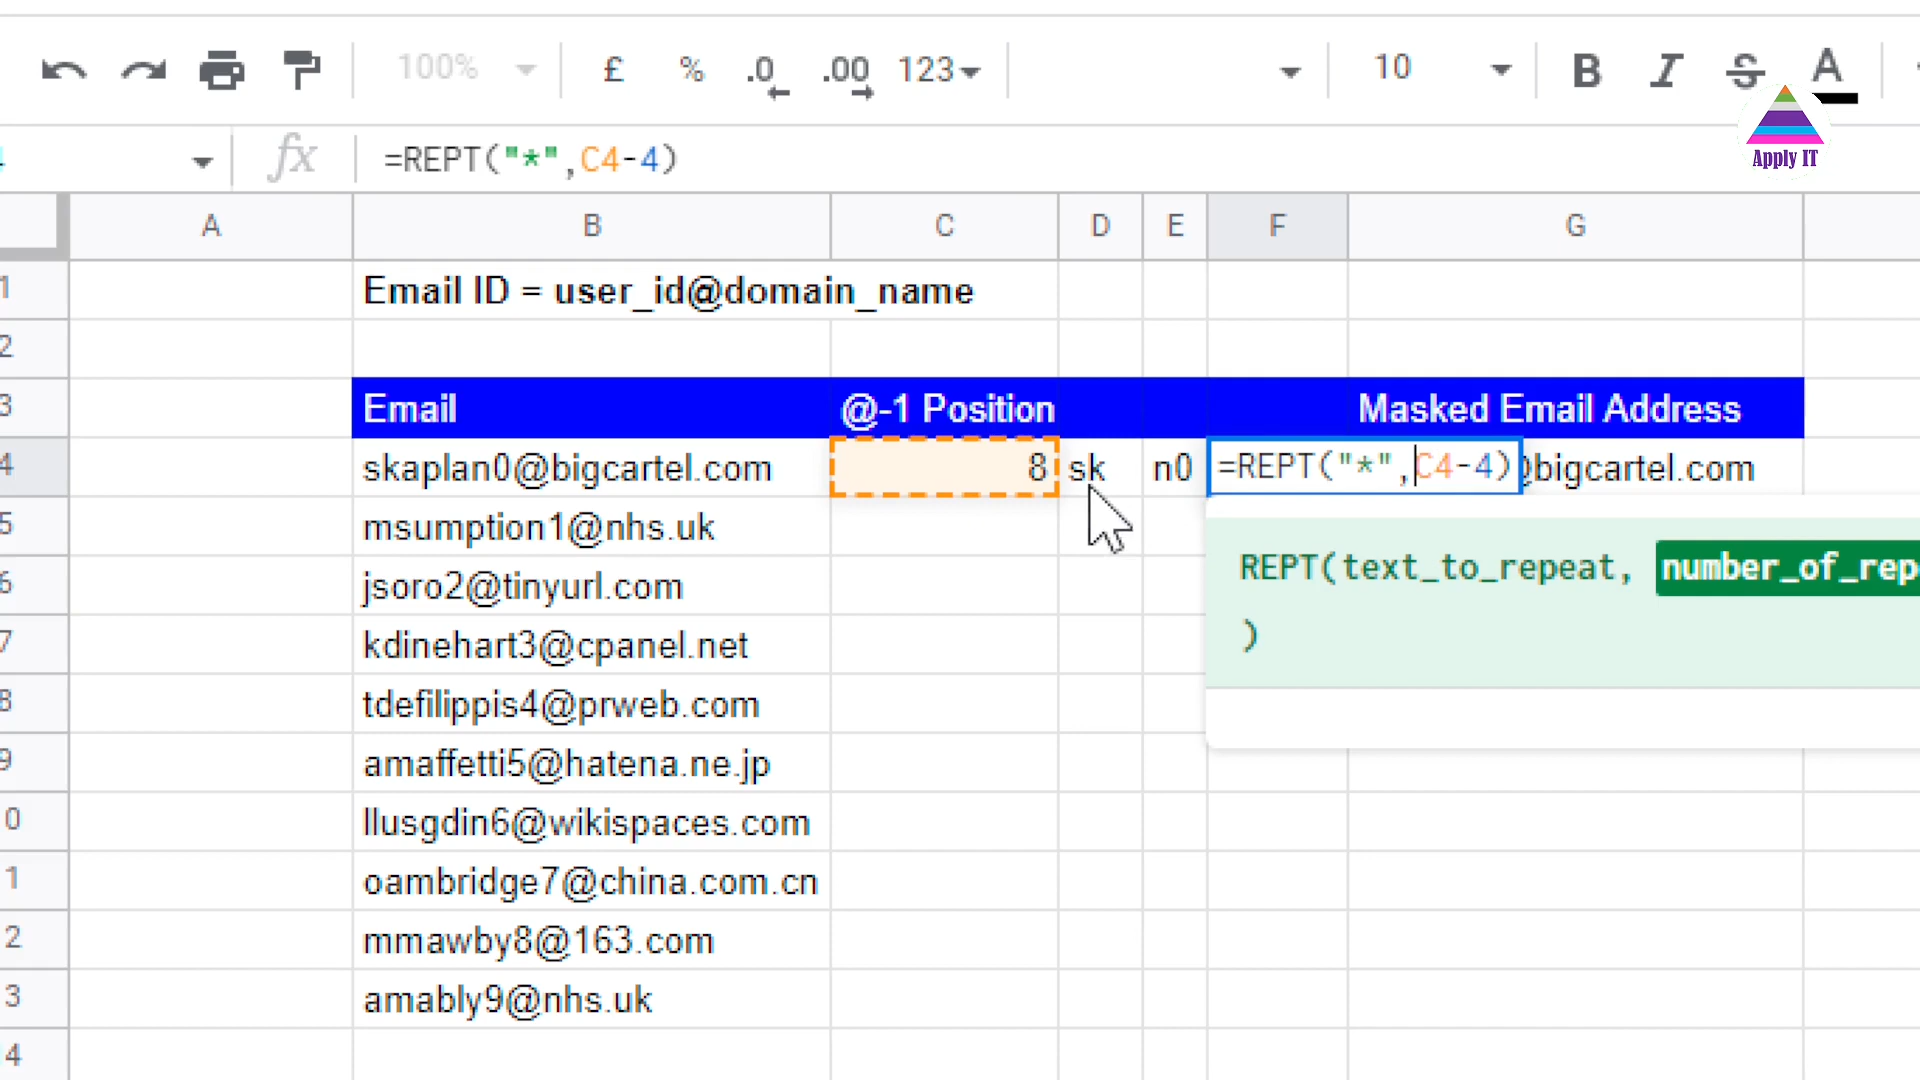 100% £ % .0 .00 123 10 B I S A
Apply IT
fx =REPT("*",C4-4)
A B C D E F G
1 Email ID = user_id@domain_name
2
3 Email @-1 Position Masked Email Address
4 skaplan0@bigcartel.com 8 sk n0 =REPT("*",C4-4) @bigcartel.com
5 msumption1@nhs.uk
REPT(text_to_repeat, number_of_rep
6 jsoro2@tinyurl.com
)
7 kdinehart3@cpanel.net
8 tdefilippis4@prweb.com
9 amaffetti5@hatena.ne.jp
0 llusgdin6@wikispaces.com
1 oambridge7@china.com.cn
2 mmawby8@163.com
3 amably9@nhs.uk
4